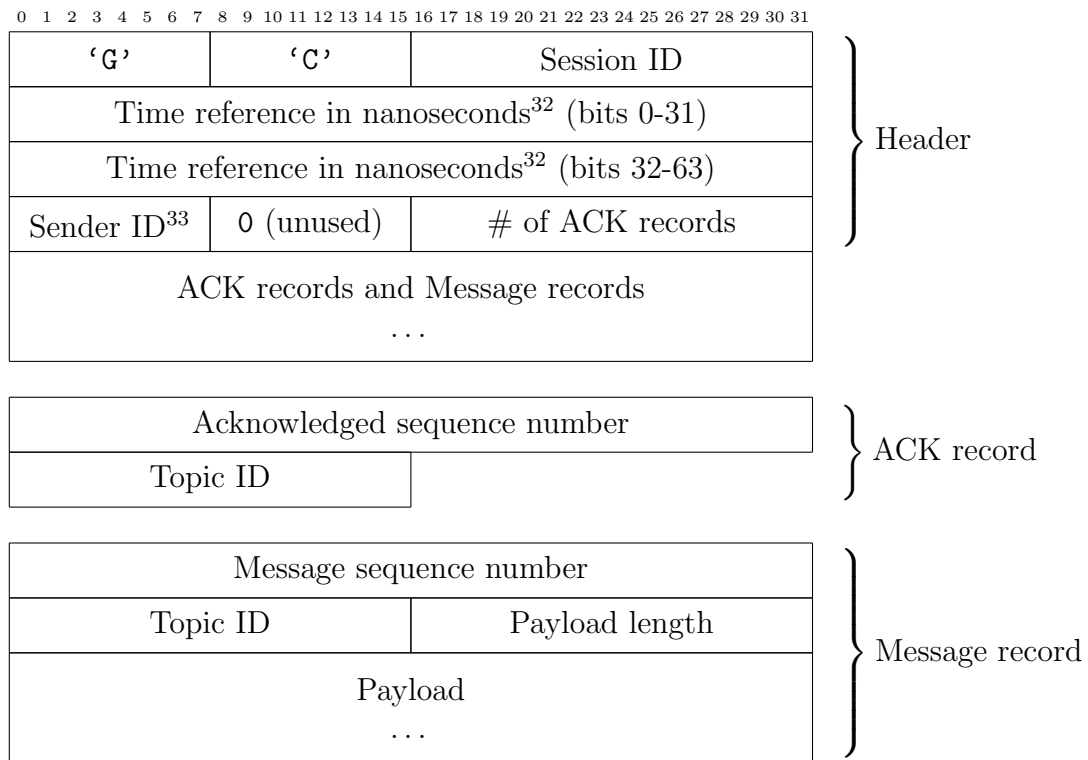 0 1 2 3 4 5 6 7 8 9 10 11 12 13 14 15 16 17 18 19 20 21 22 23 24 25 26 27 28 29 30 31
‘G’ ‘C’ Session ID
Time reference in nanoseconds³² (bits 0-31)
Header
Time reference in nanoseconds³² (bits 32-63)
Sender ID³³ 0 (unused) # of ACK records
ACK records and Message records
...
Acknowledged sequence number
ACK record
Topic ID
Message sequence number
Topic ID Payload length
Message record
Payload
...